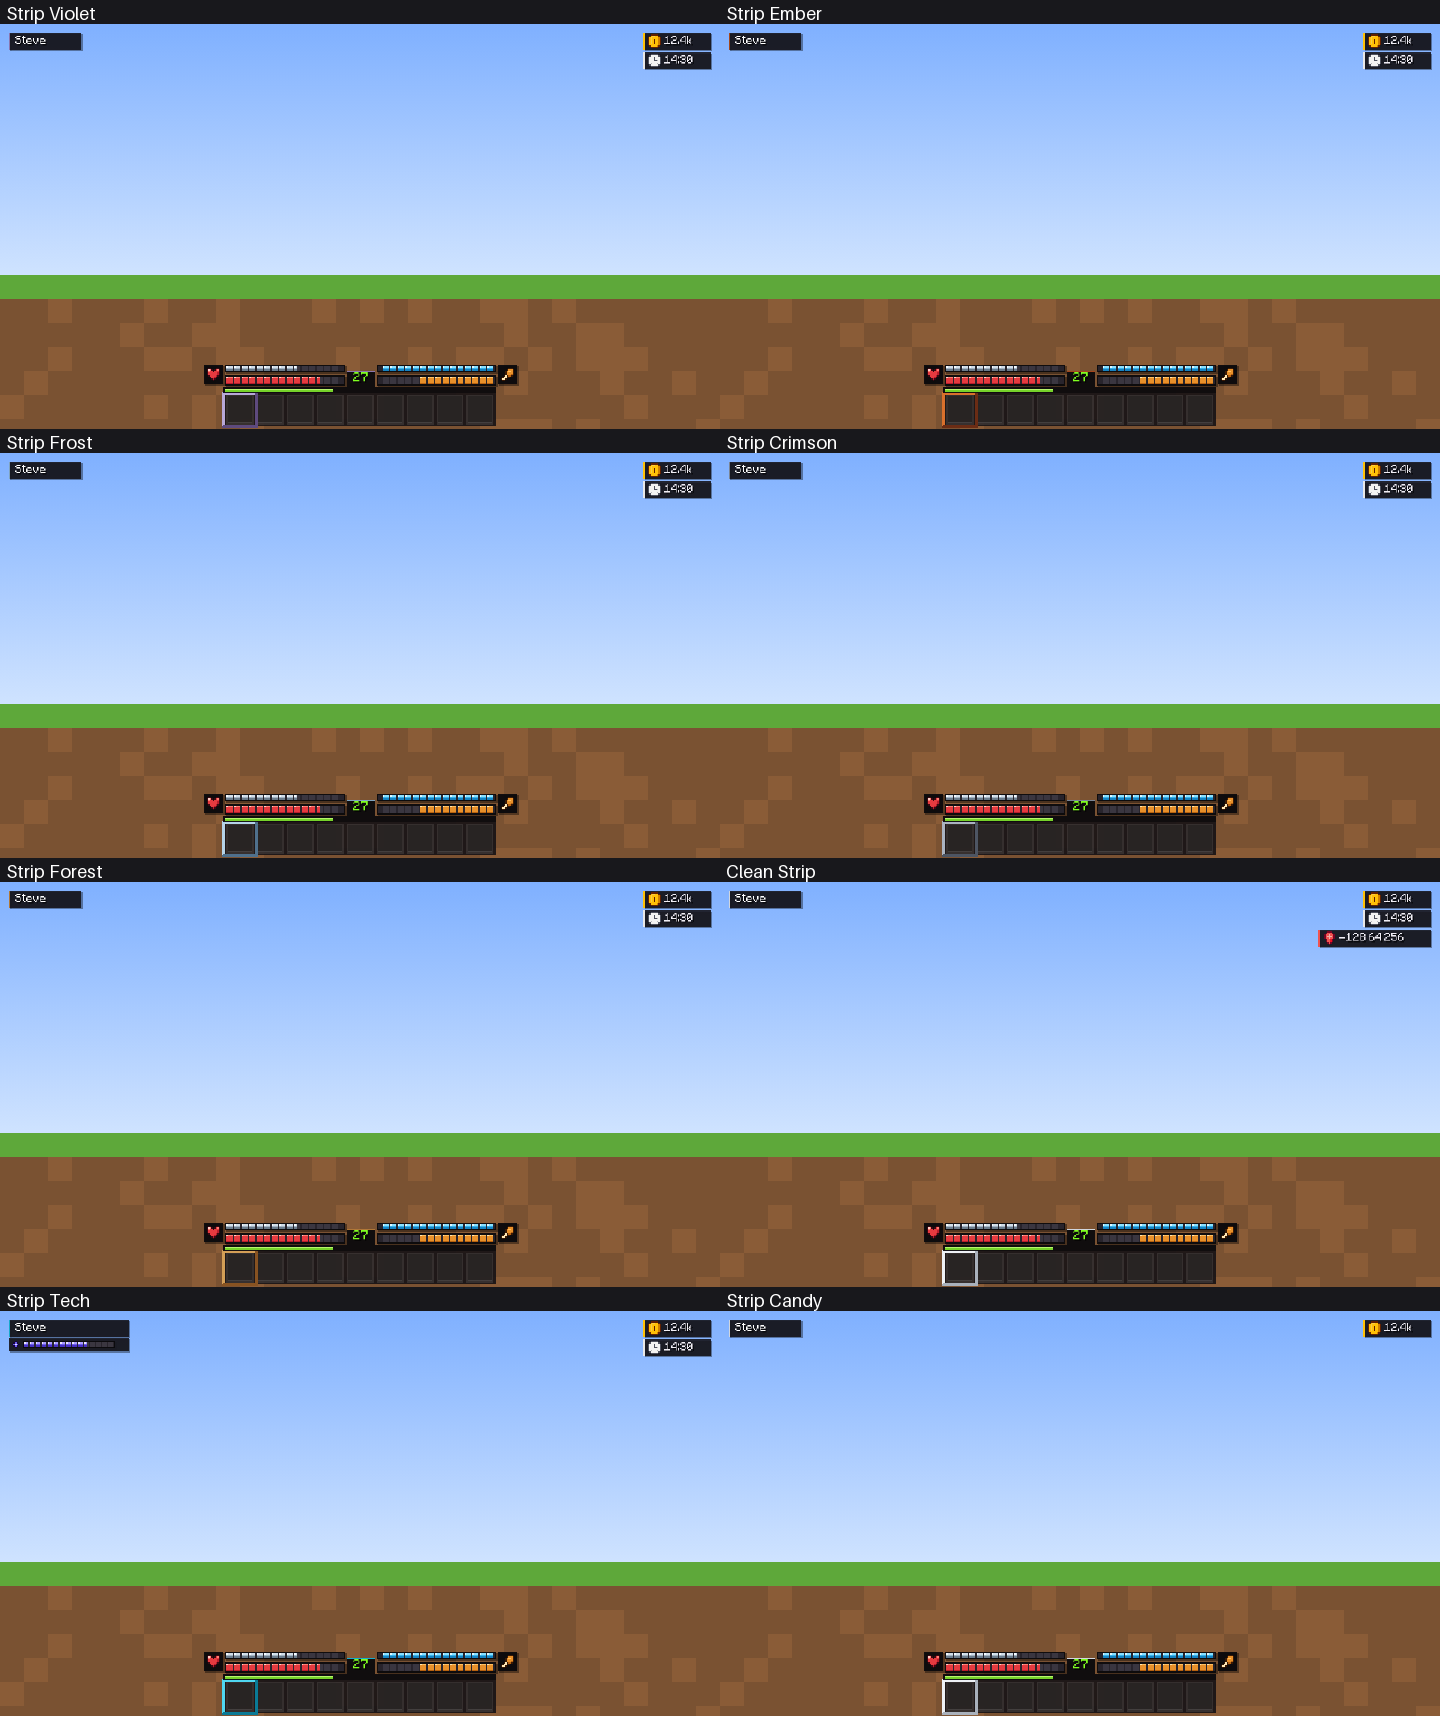 Strip Violet
Strip Ember
Steve
12.4k
Steve
12.4k
14:30
14:30
27
27
Strip Frost
Strip Crimson
Steve
12.4k
Steve
12.4k
14:30
14:30
27
27
Strip Forest
Clean Strip
Steve
12.4k
Steve
12.4k
14:30
14:30
-128 64 256
27
27
Strip Tech
Strip Candy
Steve
12.4k
Steve
12.4k
14:30
27
27